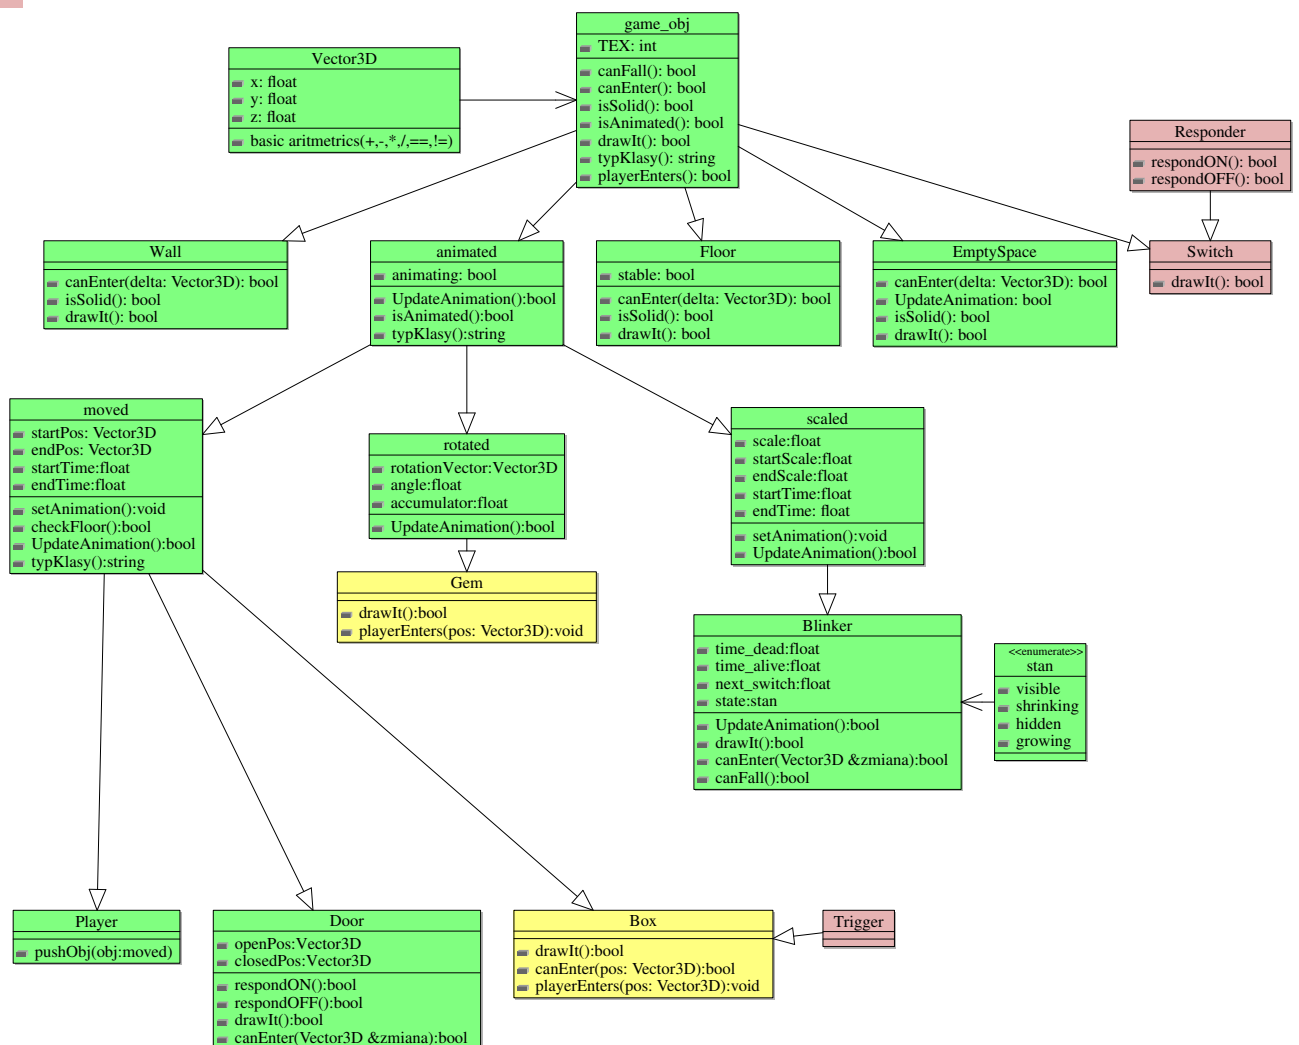 game_obj
TEX: int
canFall(): bool
canEnter(): bool
isSolid(): bool
isAnimated(): bool
drawIt(): bool
typKlasy(): string
playerEnters(): bool
Vector3D
x: float
y: float
z: float
basic aritmetrics(+,-,*,/,==,!=)
Responder
respondON(): bool
respondOFF(): bool
Wall
canEnter(delta: Vector3D): bool
isSolid(): bool
drawIt(): bool
animated
animating: bool
UpdateAnimation():bool
isAnimated():bool
typKlasy():string
Floor
stable: bool
canEnter(delta: Vector3D): bool
isSolid(): bool
drawIt(): bool
EmptySpace
canEnter(delta: Vector3D): bool
UpdateAnimation: bool
isSolid(): bool
drawIt(): bool
Switch
drawIt(): bool
moved
startPos: Vector3D
endPos: Vector3D
startTime:float
endTime:float
setAnimation():void
checkFloor():bool
UpdateAnimation():bool
typKlasy():string
rotated
rotationVector:Vector3D
angle:float
accumulator:float
UpdateAnimation():bool
scaled
scale:float
startScale:float
endScale:float
startTime:float
endTime: float
setAnimation():void
UpdateAnimation():bool
Gem
drawIt():bool
playerEnters(pos: Vector3D):void
Blinker
time_dead:float
time_alive:float
next_switch:float
state:stan
UpdateAnimation():bool
drawIt():bool
canEnter(Vector3D &zmiana):bool
canFall():bool
<<enumerate>>
stan
visible
shrinking
hidden
growing
Player
pushObj(obj:moved)
Door
openPos:Vector3D
closedPos:Vector3D
respondON():bool
respondOFF():bool
drawIt():bool
canEnter(Vector3D &zmiana):bool
Box
drawIt():bool
canEnter(pos: Vector3D):bool
playerEnters(pos: Vector3D):void
Trigger